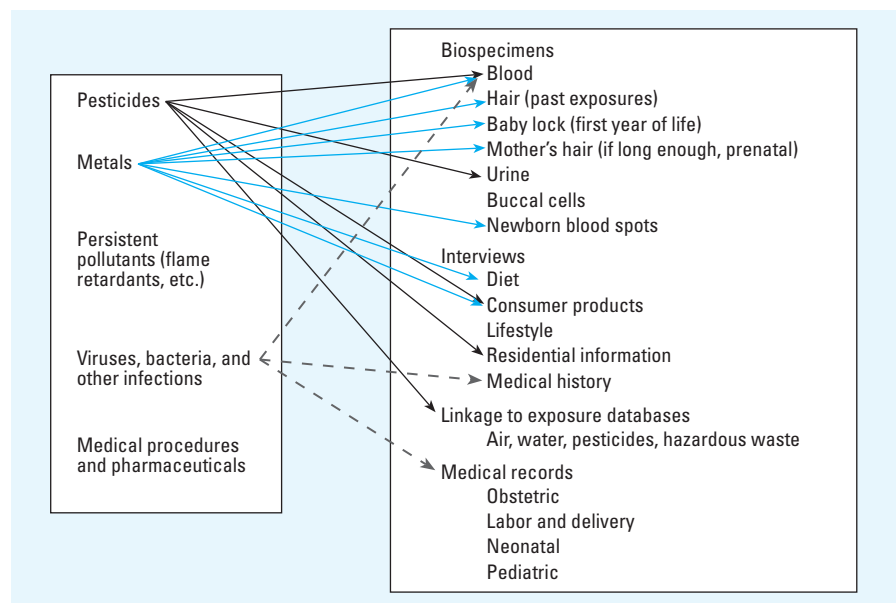 Pesticides
Metals
Persistent
pollutants (flame
retardants, etc.)
Viruses, bacteria, and
other infections
Medical procedures
and pharmaceuticals
Biospecimens
Blood
Hair (past exposures)
Baby lock (first year of life)
Mother's hair (if long enough, prenatal)
Urine
Buccal cells
Newborn blood spots
Interviews
Diet
Consumer products
Lifestyle
Residential information
Medical history
Linkage to exposure databases
Air, water, pesticides, hazardous waste
Medical records
Obstetric
Labor and delivery
Neonatal
Pediatric